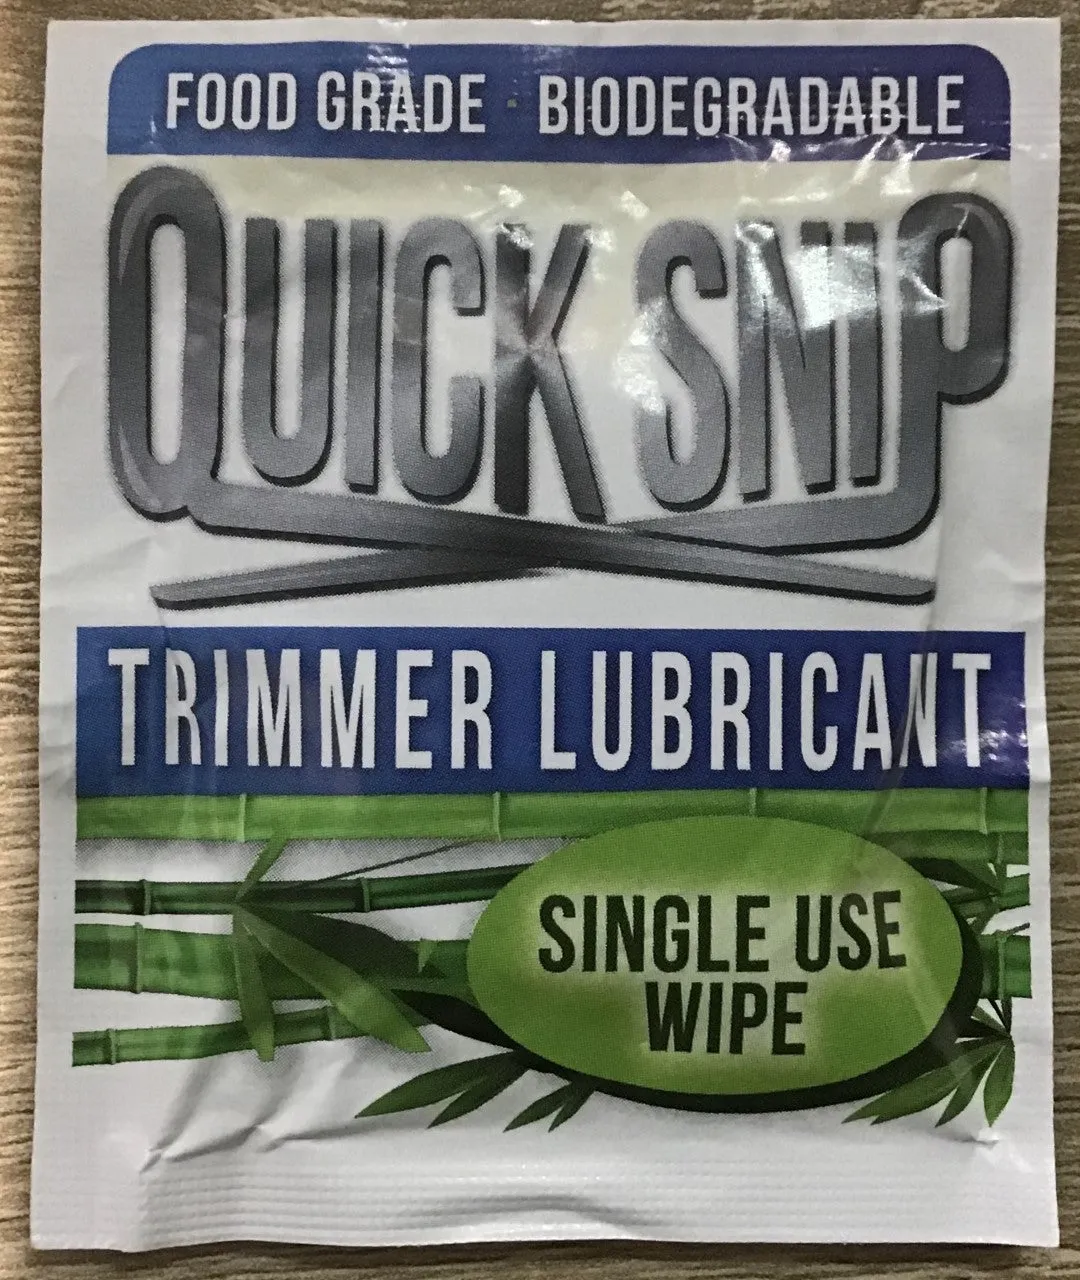 FOOD GRADE · BIODEGRADABLE
QUICK SNIP
TRIMMER LUBRICANT
SINGLE USE
WIPE